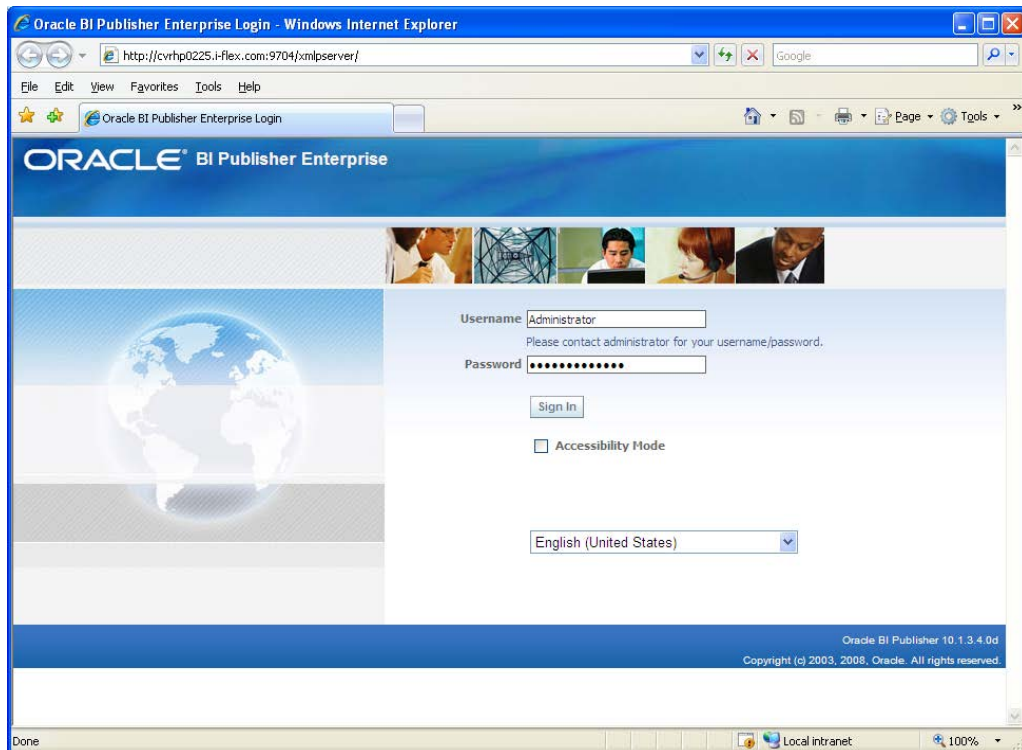 Oracle BI Publisher Enterprise Login - Windows Internet Explorer
http://cvrhp0225.i-flex.com:9704/xmlpserver/
Google
File Edit View Favorites Tools Help
Oracle BI Publisher Enterprise Login
Page Tools »
ORACLE® BI Publisher Enterprise
Username Administrator
Please contact administrator for your username/password.
Password •••••••••••••
Sign In
Accessibility Mode
English (United States)
Oracle BI Publisher 10.1.3.4.0d
Copyright (c) 2003, 2008, Oracle. All rights reserved.
Done Local intranet 100%